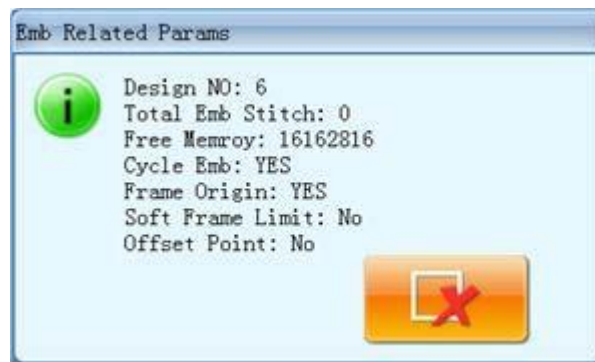 Emb Related Params
Design NO: 6
Total Emb Stitch: 0
Free Memroy: 16162816
Cycle Emb: YES
Frame Origin: YES
Soft Frame Limit: No
Offset Point: No